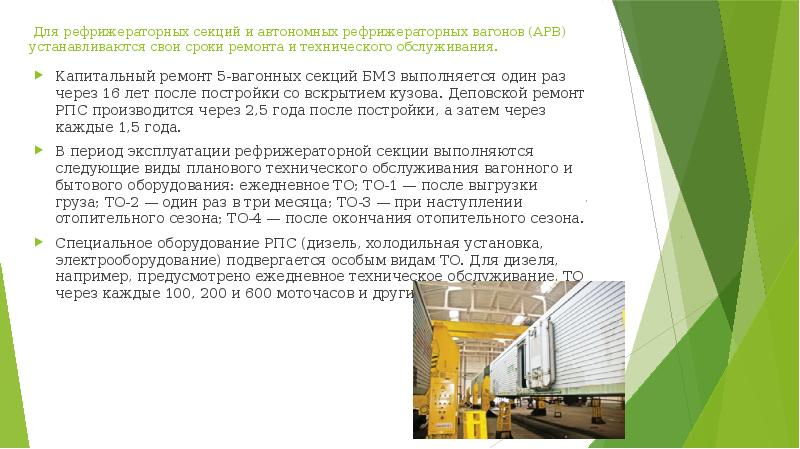 Для рефрижераторных секций и автономных рефрижераторных вагонов (АРВ)
устанавливаются свои сроки ремонта и технического обслуживания.
Капитальный ремонт 5-вагонных секций БМЗ выполняется один раз
через 16 лет после постройки со вскрытием кузова. Деповской ремонт
РПС производится через 2,5 года после постройки, а затем через
каждые 1,5 года.
В период эксплуатации рефрижераторной секции выполняются
следующие виды планового технического обслуживания вагонного и
бытового оборудования: ежедневное ТО; ТО-1 — после выгрузки
груза; ТО-2 — один раз в три месяца; ТО-3 — при наступлении
отопительного сезона; ТО-4 — после окончания отопительного сезона.
Специальное оборудование РПС (дизель, холодильная установка,
электрооборудование) подвергается особым видам ТО. Для дизеля,
например, предусмотрено ежедневное техническое обслуживание, ТО
через каждые 100, 200 и 600 моточасов и други